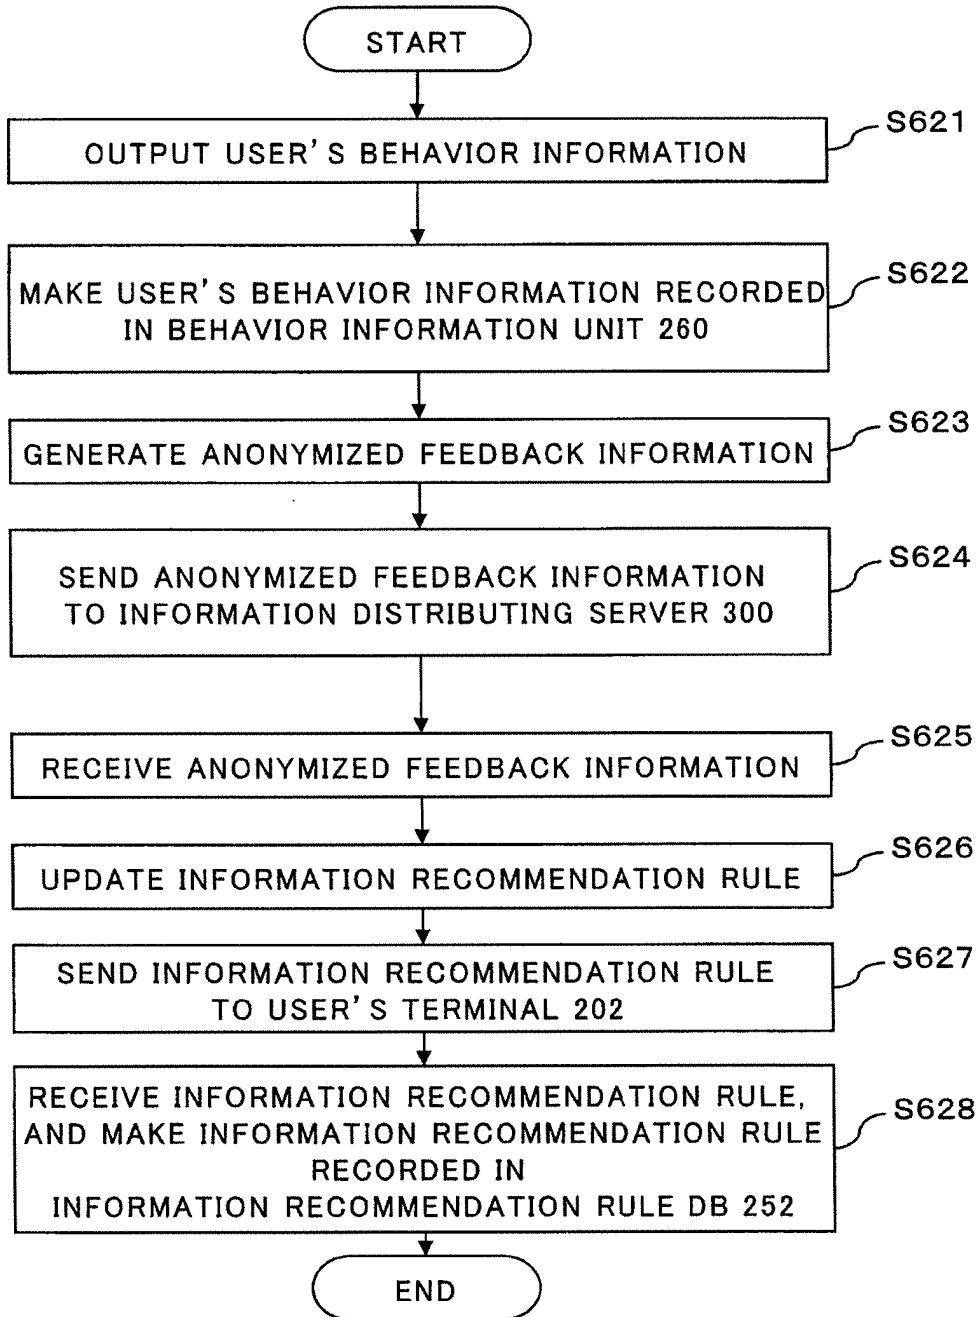 START
S621
OUTPUT USER'S BEHAVIOR INFORMATION
S622
MAKE USER'S BEHAVIOR INFORMATION RECORDED
IN BEHAVIOR INFORMATION UNIT 260
S623
GENERATE ANONYMIZED FEEDBACK INFORMATION
S624
SEND ANONYMIZED FEEDBACK INFORMATION
TO INFORMATION DISTRIBUTING SERVER 300
S625
RECEIVE ANONYMIZED FEEDBACK INFORMATION
S626
UPDATE INFORMATION RECOMMENDATION RULE
S627
SEND INFORMATION RECOMMENDATION RULE
TO USER'S TERMINAL 202
S628
RECEIVE INFORMATION RECOMMENDATION RULE,
AND MAKE INFORMATION RECOMMENDATION RULE
RECORDED IN
INFORMATION RECOMMENDATION RULE DB 252
END